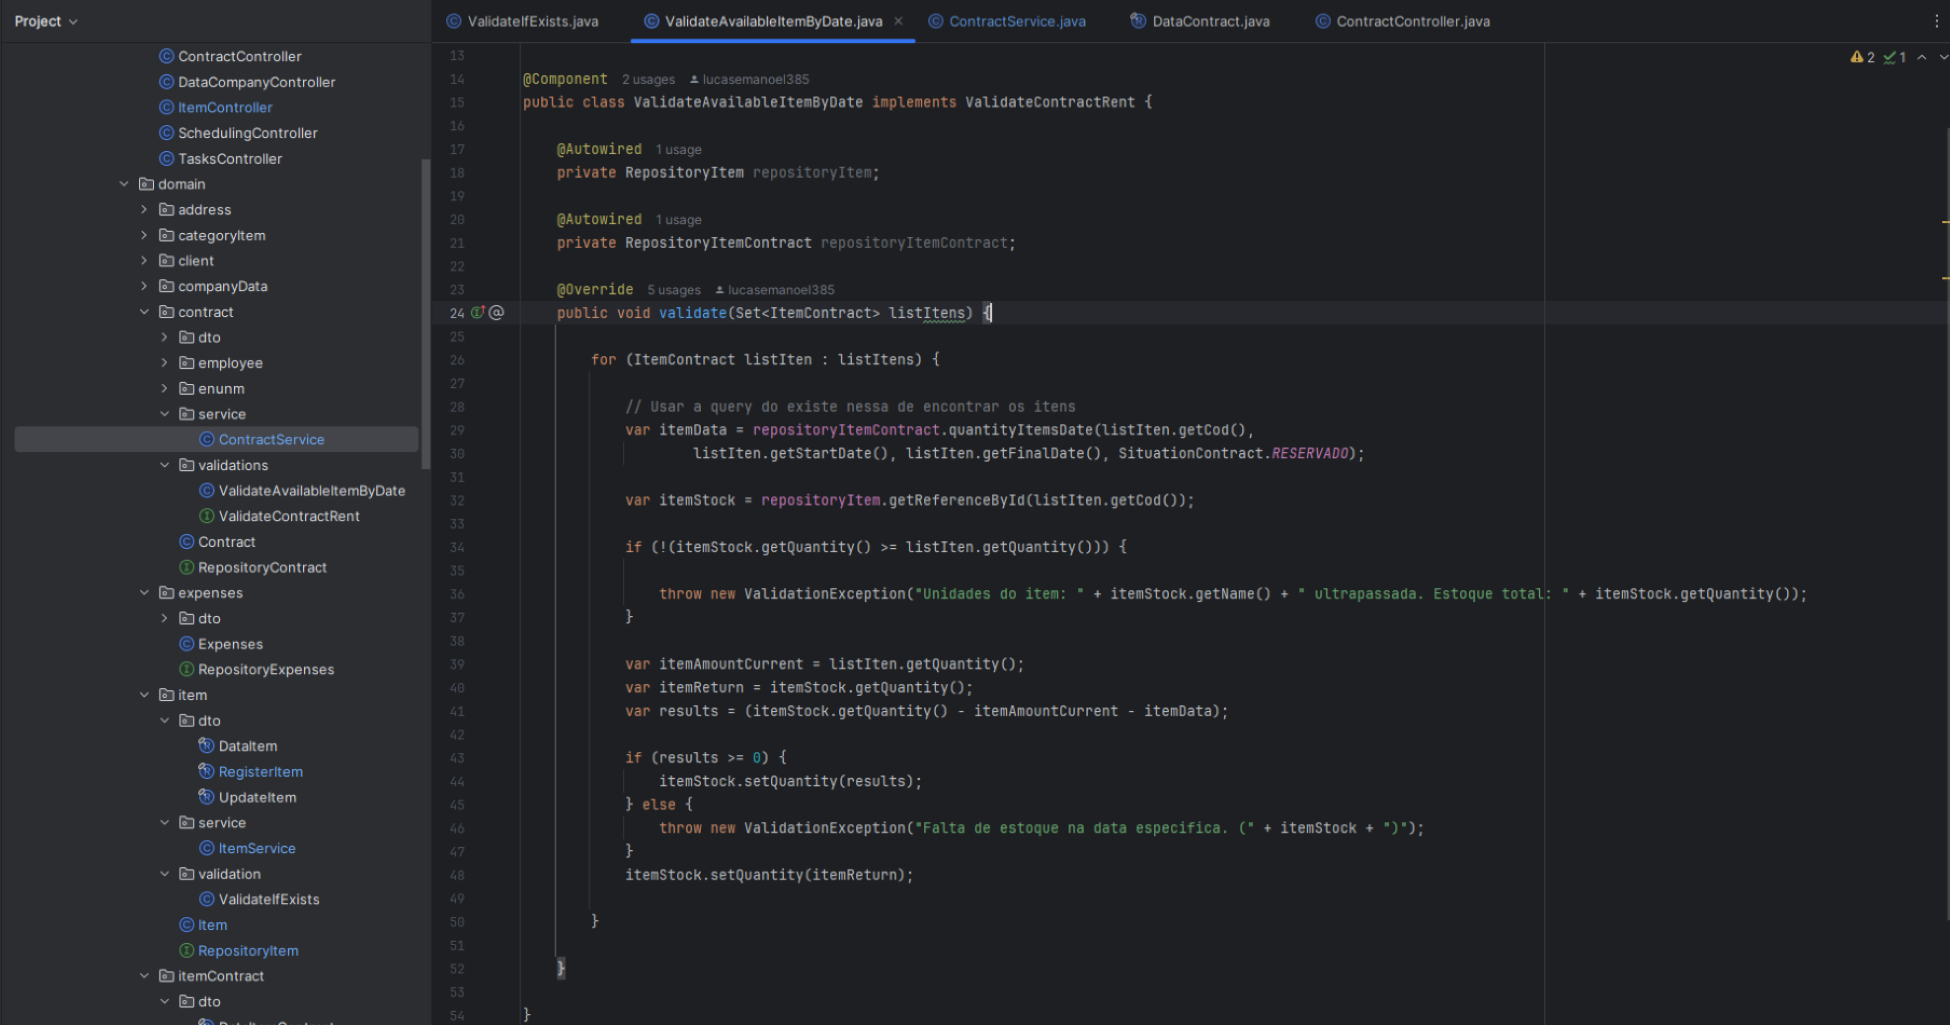 Project
ContractController
DataCompanyController
ItemController
SchedulingController
TasksController
domain
address
categoryItem
client
companyData
contract
dto
employee
enunm
service
ContractService
validations
ValidateAvailableItemByDate
ValidateContractRent
Contract
RepositoryContract
expenses
dto
Expenses
RepositoryExpenses
item
dto
DataItem
RegisterItem
UpdateItem
service
ItemService
validation
ValidateIfExists
Item
RepositoryItem
itemContract
dto
ValidateIfExists.java ValidateAvailableItemByDate.java ContractService.java DataContract.java ContractController.java
2 1
13
14 @Component 2 usages lucasemanoel385
15 public class ValidateAvailableItemByDate implements ValidateContractRent {
16
17 @Autowired 1 usage
18 private RepositoryItem repositoryItem;
19
20 @Autowired 1 usage
21 private RepositoryItemContract repositoryItemContract;
22
23 @Override 5 usages lucasemanoel385
24 public void validate(Set<ItemContract> listItens) {
25
26 for (ItemContract listIten : listItens) {
27
28 // Usar a query do existe nessa de encontrar os itens
29 var itemData = repositoryItemContract.quantityItemsDate(listIten.getCod(),
30 listIten.getStartDate(), listIten.getFinalDate(), SituationContract.RESERVADO);
31
32 var itemStock = repositoryItem.getReferenceById(listIten.getCod());
33
34 if (!(itemStock.getQuantity() >= listIten.getQuantity())) {
35
36 throw new ValidationException("Unidades do item: " + itemStock.getName() + " ultrapassada. Estoque total: " + itemStock.getQuantity());
37 }
38
39 var itemAmountCurrent = listIten.getQuantity();
40 var itemReturn = itemStock.getQuantity();
41 var results = (itemStock.getQuantity() - itemAmountCurrent - itemData);
42
43 if (results >= 0) {
44 itemStock.setQuantity(results);
45 } else {
46 throw new ValidationException("Falta de estoque na data especifica. (" + itemStock + ")");
47 }
48 itemStock.setQuantity(itemReturn);
49
50 }
51
52 }
53
54 }